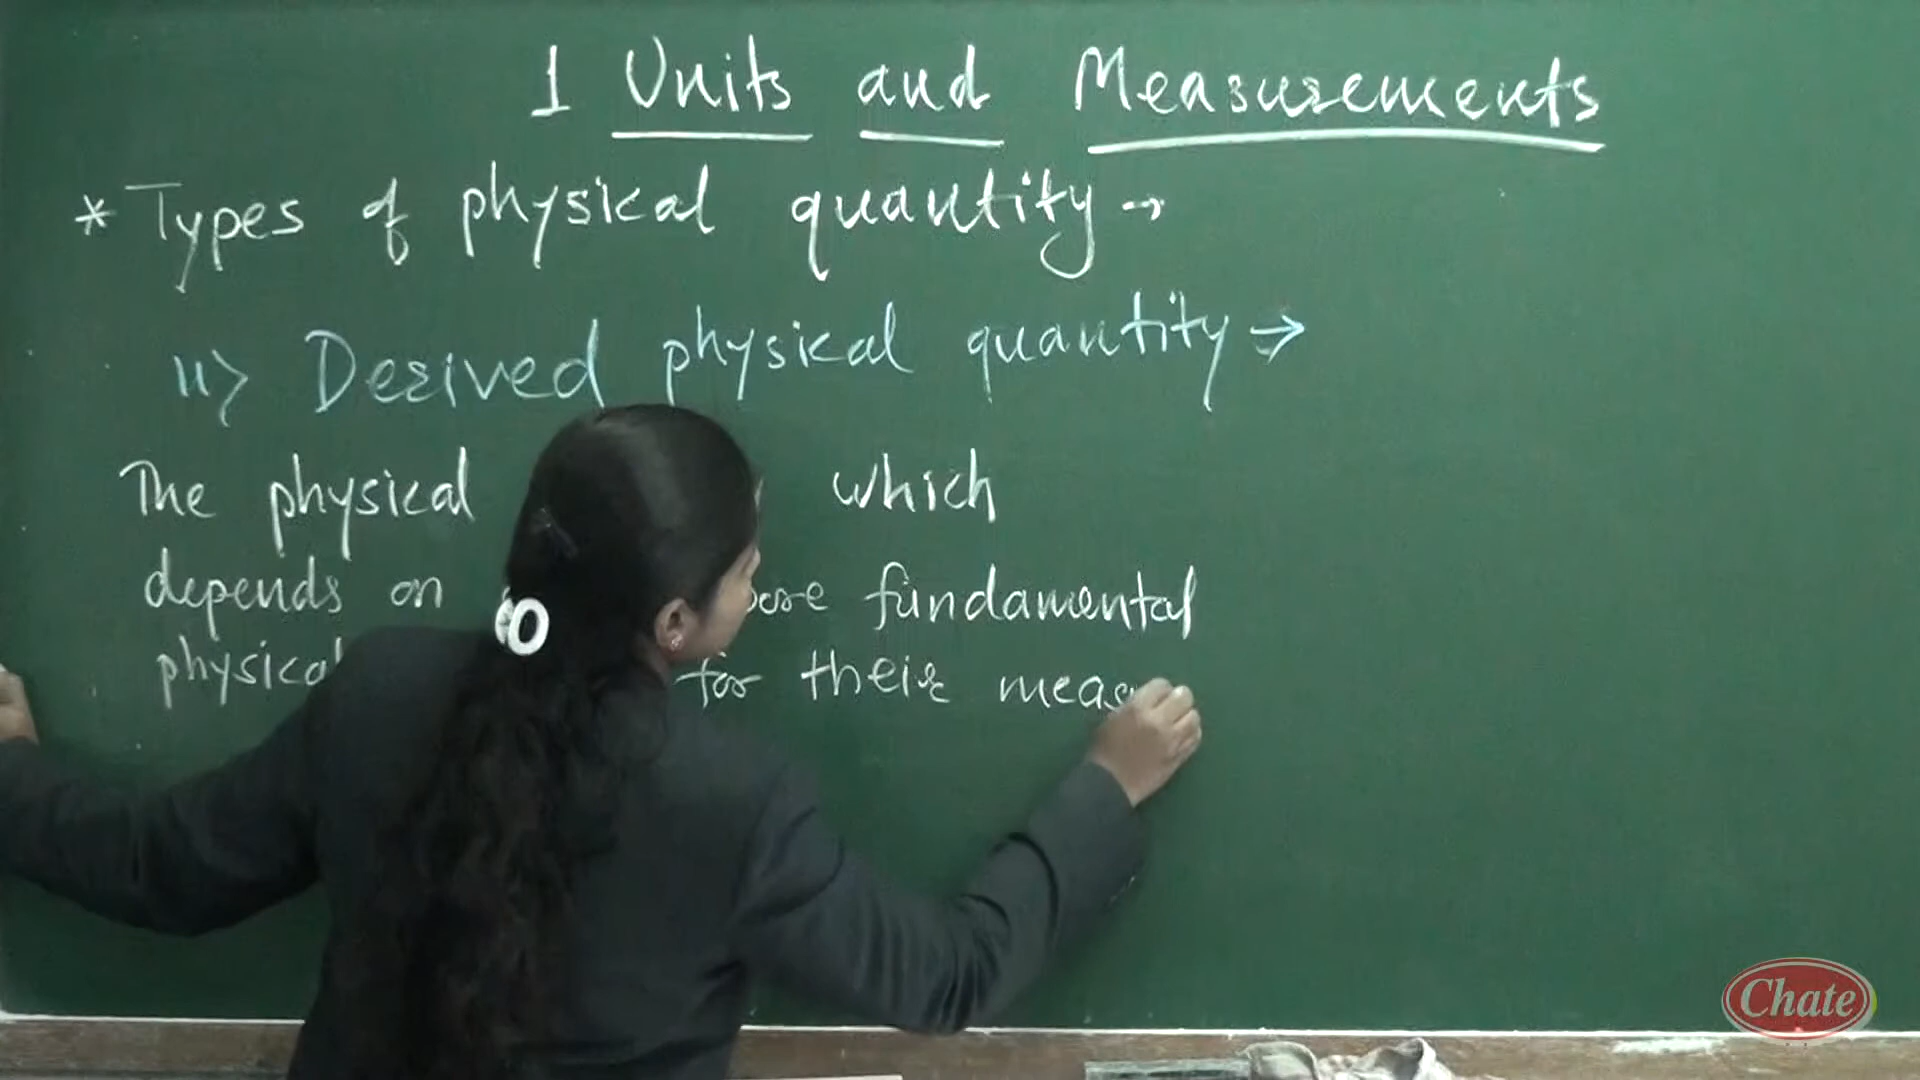 1 Units and Measurements
* Types of physical quantity →
ii> Derived physical quantity →
The physical which
depends on fundamental
physical for their meas
Chate